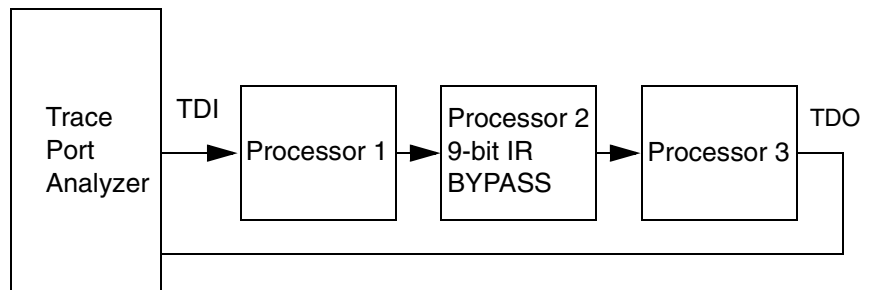 Trace
Port
Analyzer
TDI
Processor 1
Processor 2
9-bit IR
BYPASS
Processor 3
TDO